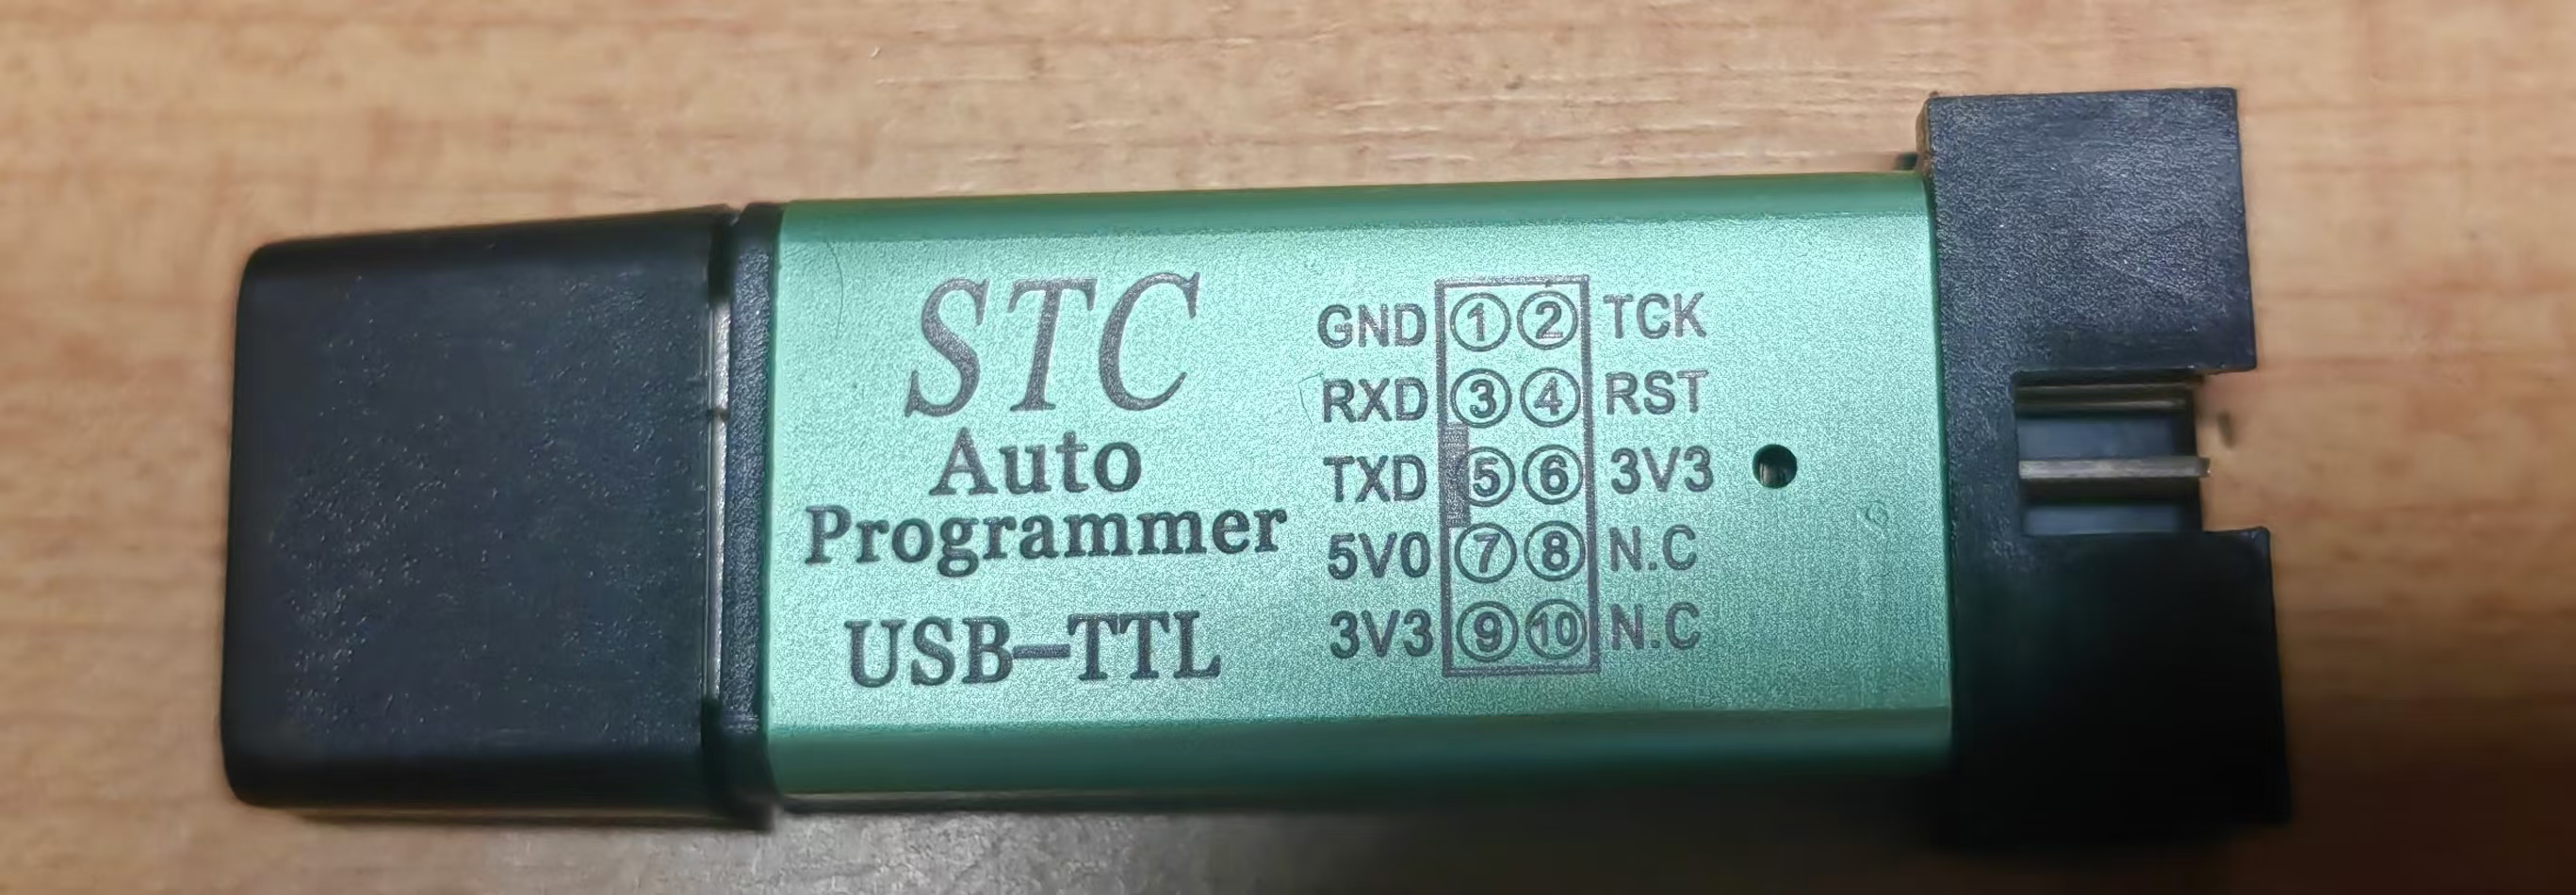 STC
Auto
Programmer
USB-TTL
GND ① ② TCK
RXD ③ ④ RST
TXD ⑤ ⑥ 3V3
5V0 ⑦ ⑧ N.C
3V3 ⑨ ⑩ N.C